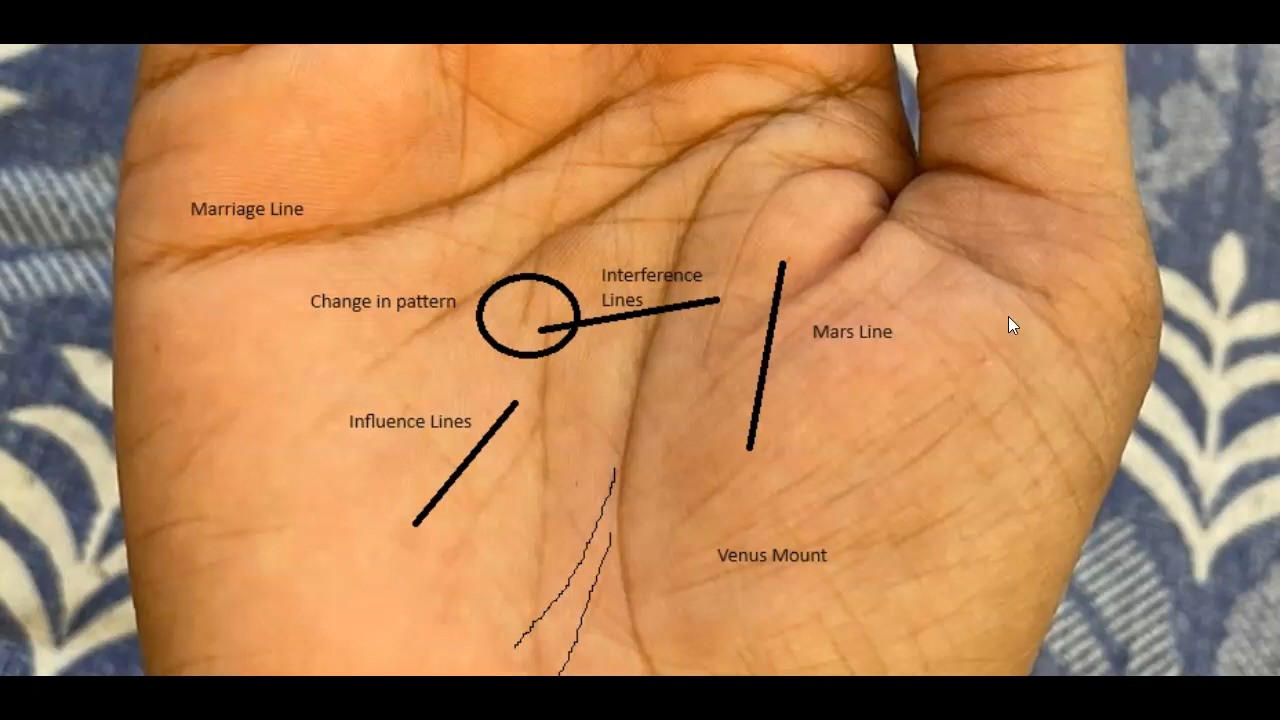 Marriage Line
Interference
Lines
Change in pattern
Mars Line
Influence Lines
Venus Mount